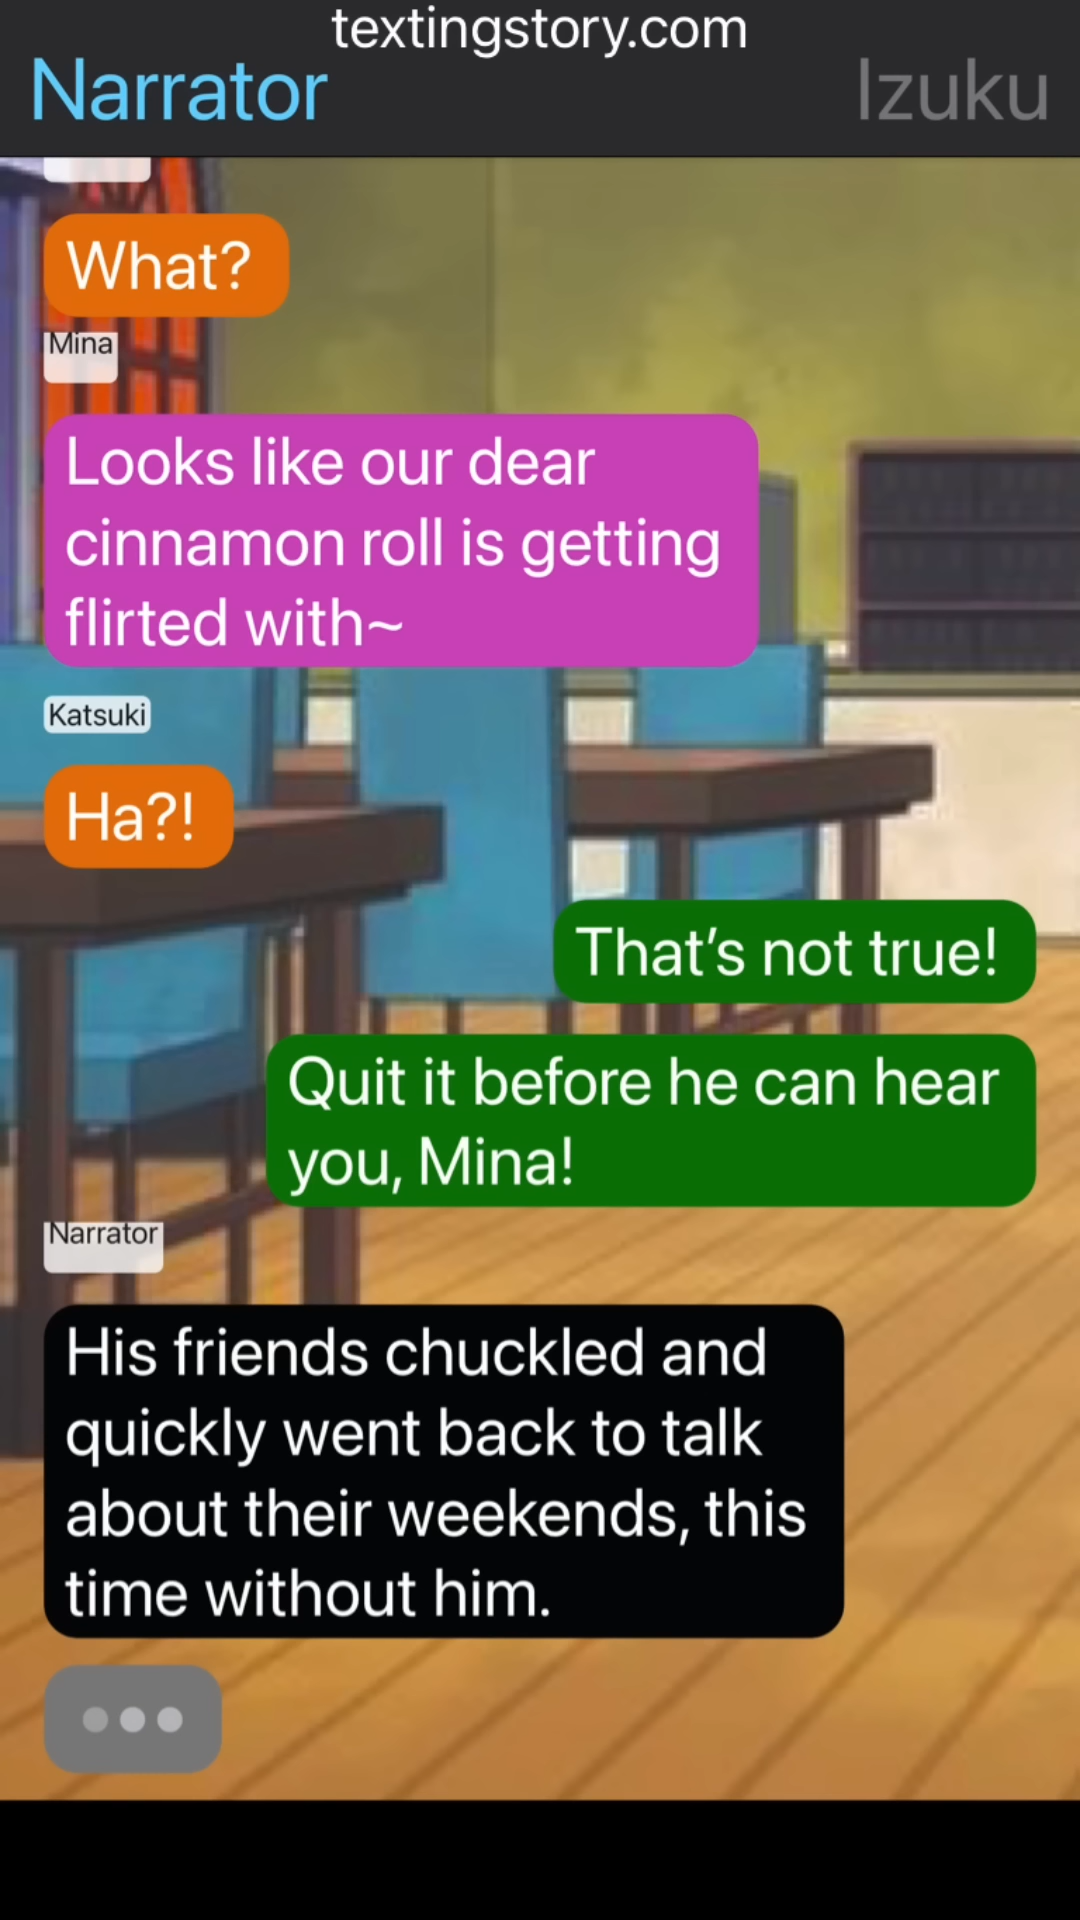 textingstory.com
Narrator
Izuku
What?
Mina
Looks like our dear
cinnamon roll is getting
flirted with~
Katsuki
Ha?!
That’s not true!
Quit it before he can hear
you, Mina!
Narrator
His friends chuckled and
quickly went back to talk
about their weekends, this
time without him.